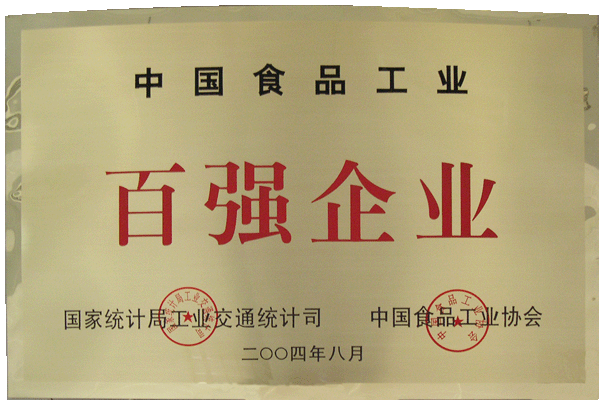 中国食品工业
百强企业
国家统计局工业交通统计司 中国食品工业协会
二〇〇四年八月